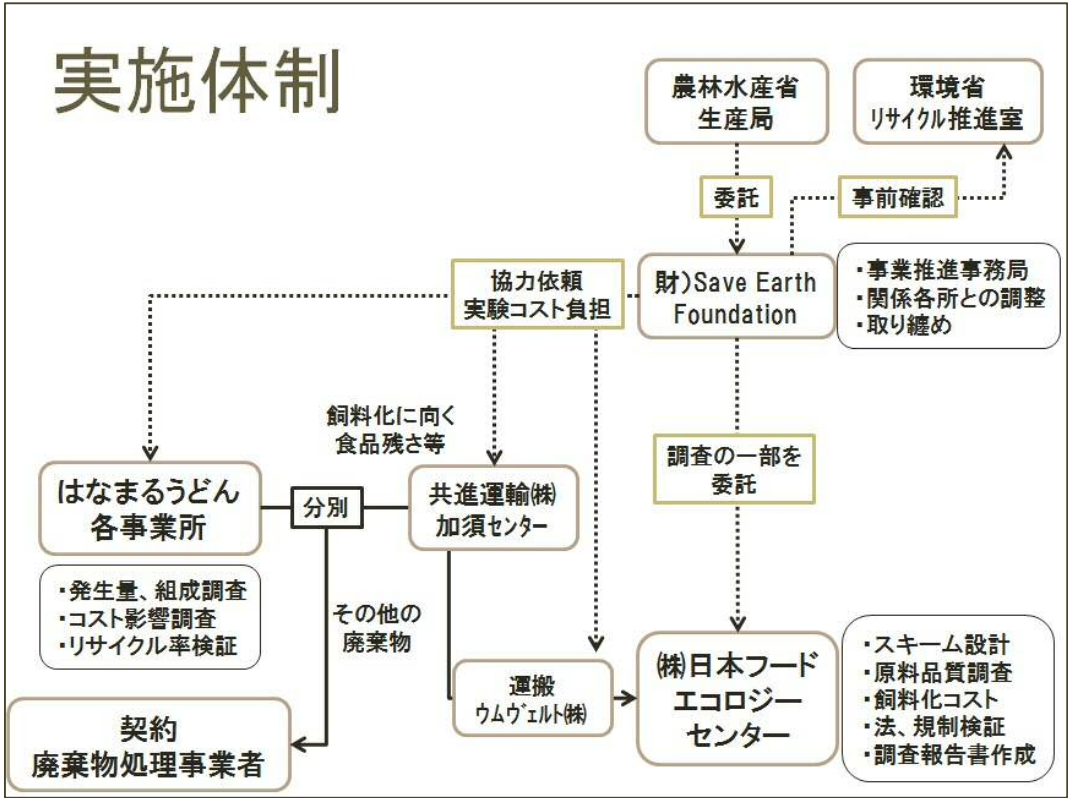 実施体制
農林水産省
生産局
環境省
リサイクル推進室
委託
事前確認
協力依頼
実験コスト負担
財)Save Earth
Foundation
・事業推進事務局
・関係各所との調整
・取り纏め
飼料化に向く
食品残さ等
調査の一部を
委託
はなまるうどん
各事業所
分別
共進運輸㈱
加須センター
・発生量、組成調査
・コスト影響調査
・リサイクル率検証
その他の
廃棄物
運搬
ウムヴェルト㈱
㈱日本フード
エコロジー
センター
・スキーム設計
・原料品質調査
・飼料化コスト
・法、規制検証
・調査報告書作成
契約
廃棄物処理事業者